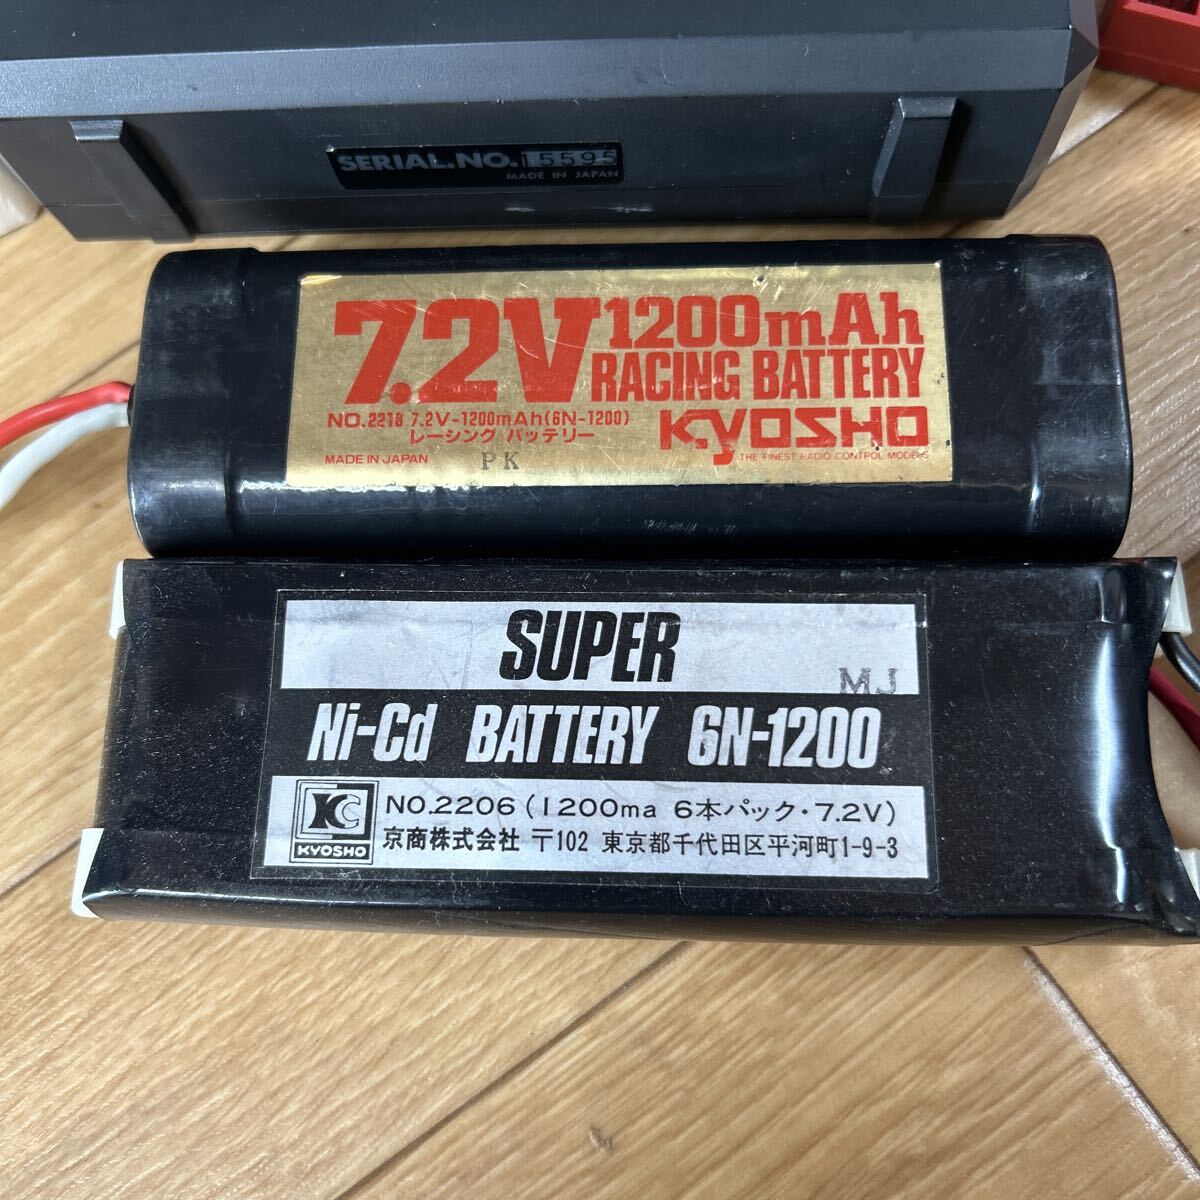 SERIAL.NO.15595
MADE IN JAPAN
7.2V 1200mAh
RACING BATTERY
NO.2218 7.2V-1200mAh(6N-1200)
レーシング バッテリー
KYOSHO
MADE IN JAPAN PK
THE FINEST RADIO CONTROL MODELS
SUPER
MJ
Ni-Cd BATTERY 6N-1200
KC
KYOSHO
NO.2206(1200ma 6本パック・7.2V)
京商株式会社 〒102 東京都千代田区平河町1-9-3